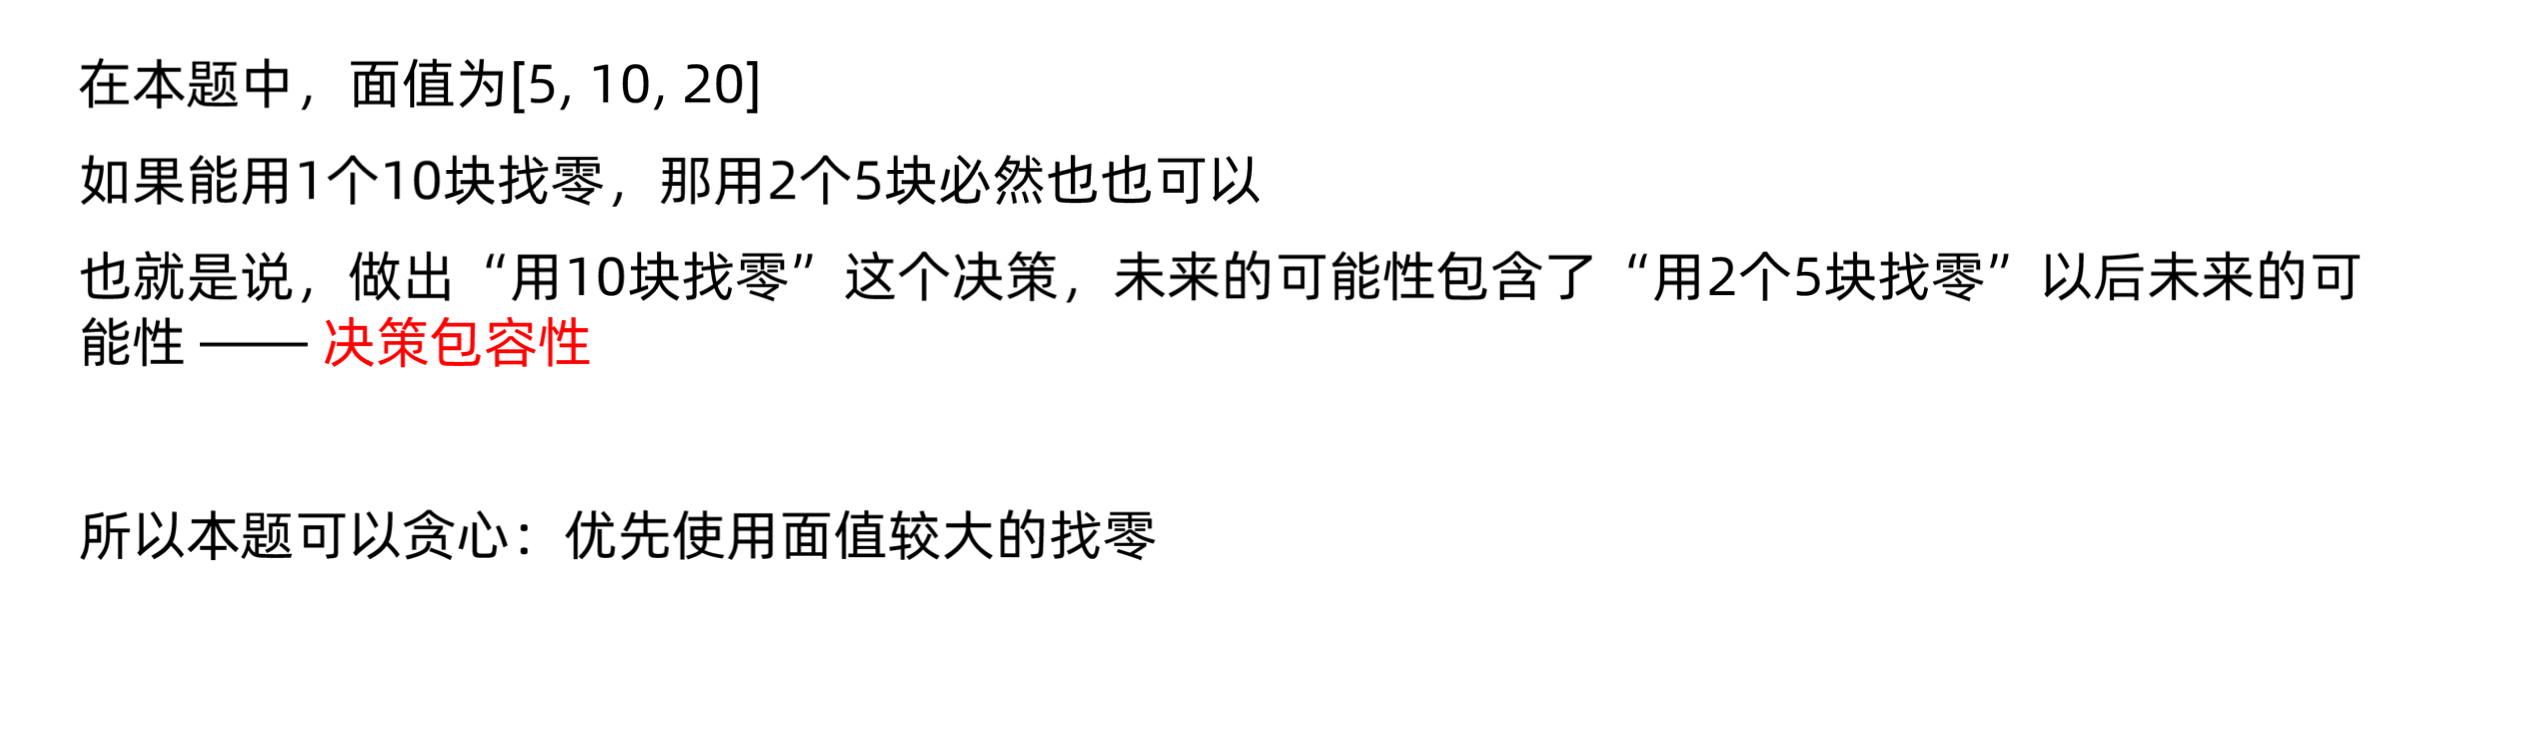 在本题中，面值为[5, 10, 20]
如果能用1个10块找零，那用2个5块必然也也可以
也就是说，做出“用10块找零”这个决策，未来的可能性包含了“用2个5块找零”以后未来的可
能性 —— 决策包容性
所以本题可以贪心：优先使用面值较大的找零